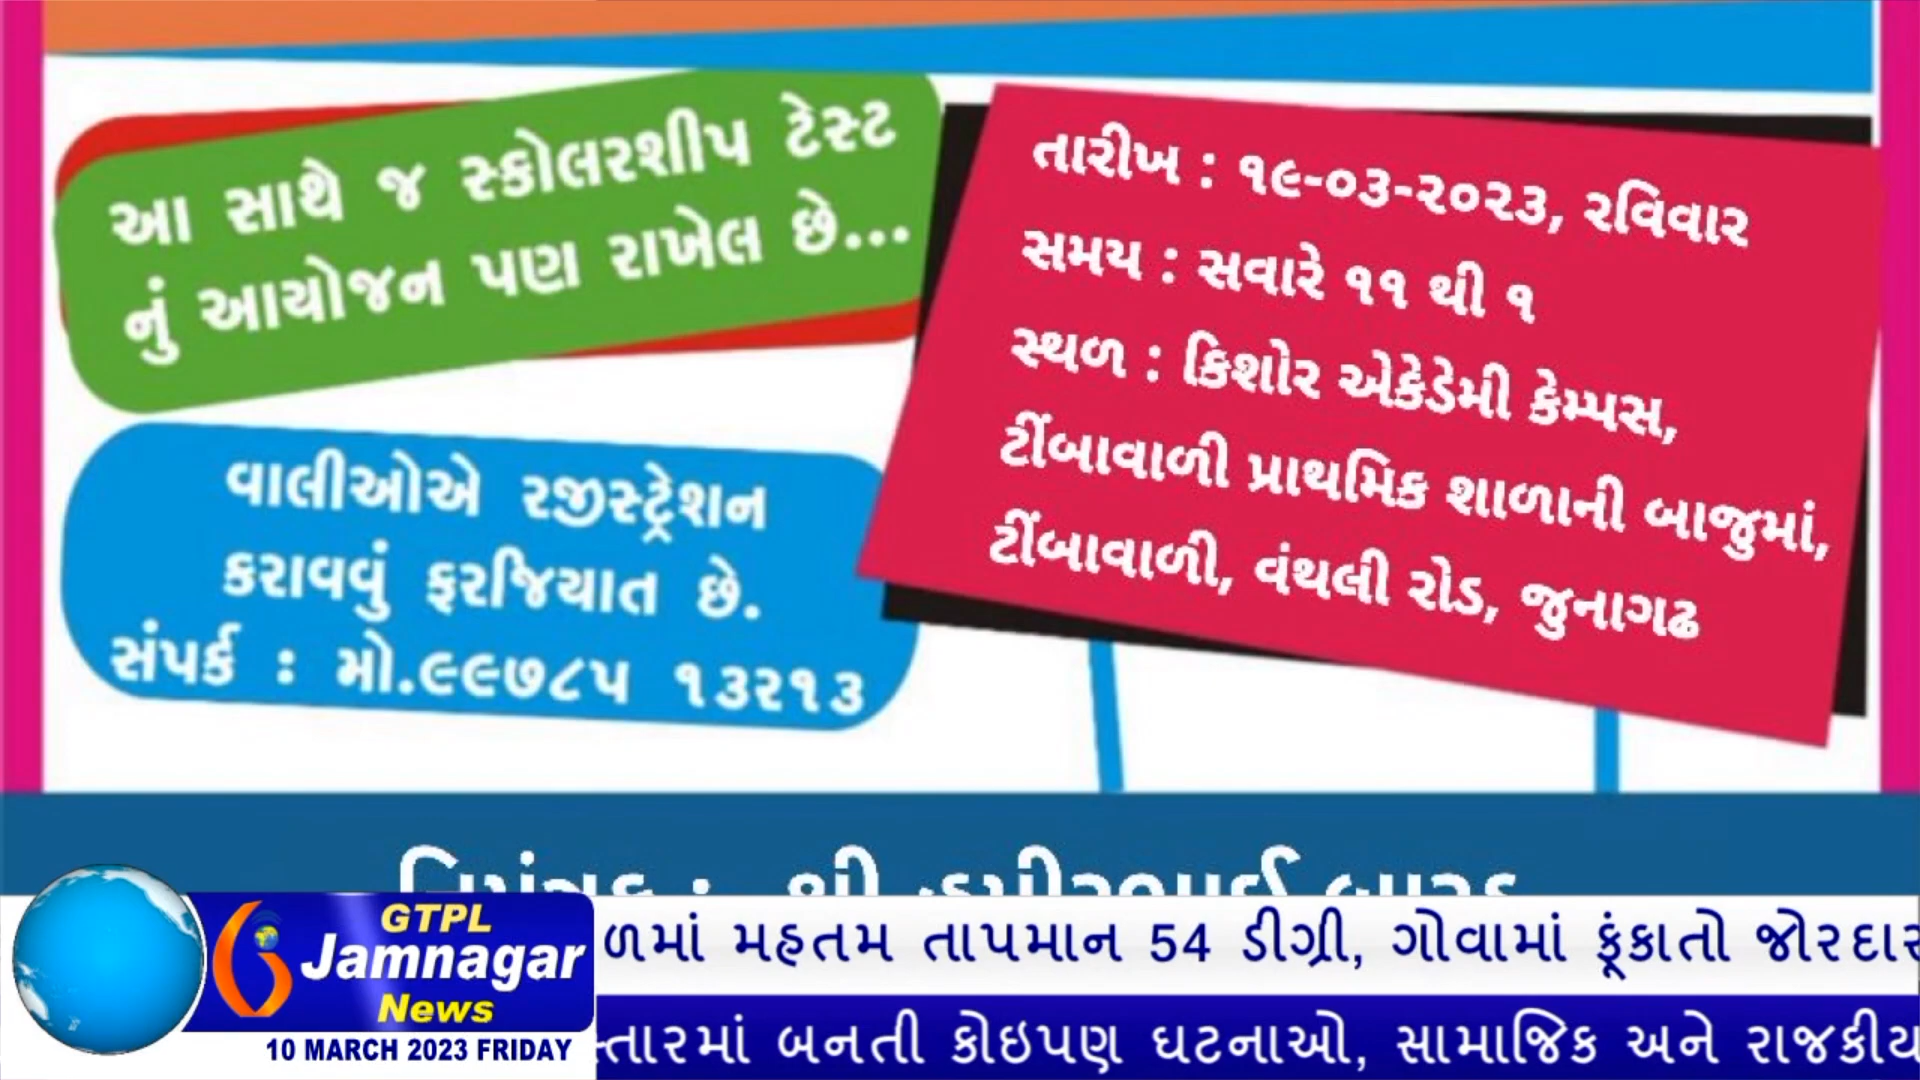 આ સાથે જ સ્કોલરશીપ ટેસ્ટ
નું આયોજન પણ રાખેલ છે...
વાલીઓએ રજીસ્ટ્રેશન
કરાવવું ફરજિયાત છે.
સંપર્ક : મો.૯૯૭૮૫ ૧૩૨૧૩
તારીખ : ૧૯-૦૩-૨૦૨૩, રવિવાર
સમય : સવારે ૧૧ થી ૧
સ્થળ : કિશોર એકેડેમી કેમ્પસ,
ટીંબાવાળી પ્રાથમિક શાળાની બાજુમાં,
ટીંબાવાળી, વંથલી રોડ, જુનાગઢ
GTPL
Jamnagar
News
10 MARCH 2023 FRIDAY
ળમાં મહતમ તાપમાન 54 ડીગ્રી, ગોવામાં ફૂંકાતો
બનતી કોઇપણ ઘટનાઓ, સામાજિક અને રાજકીય